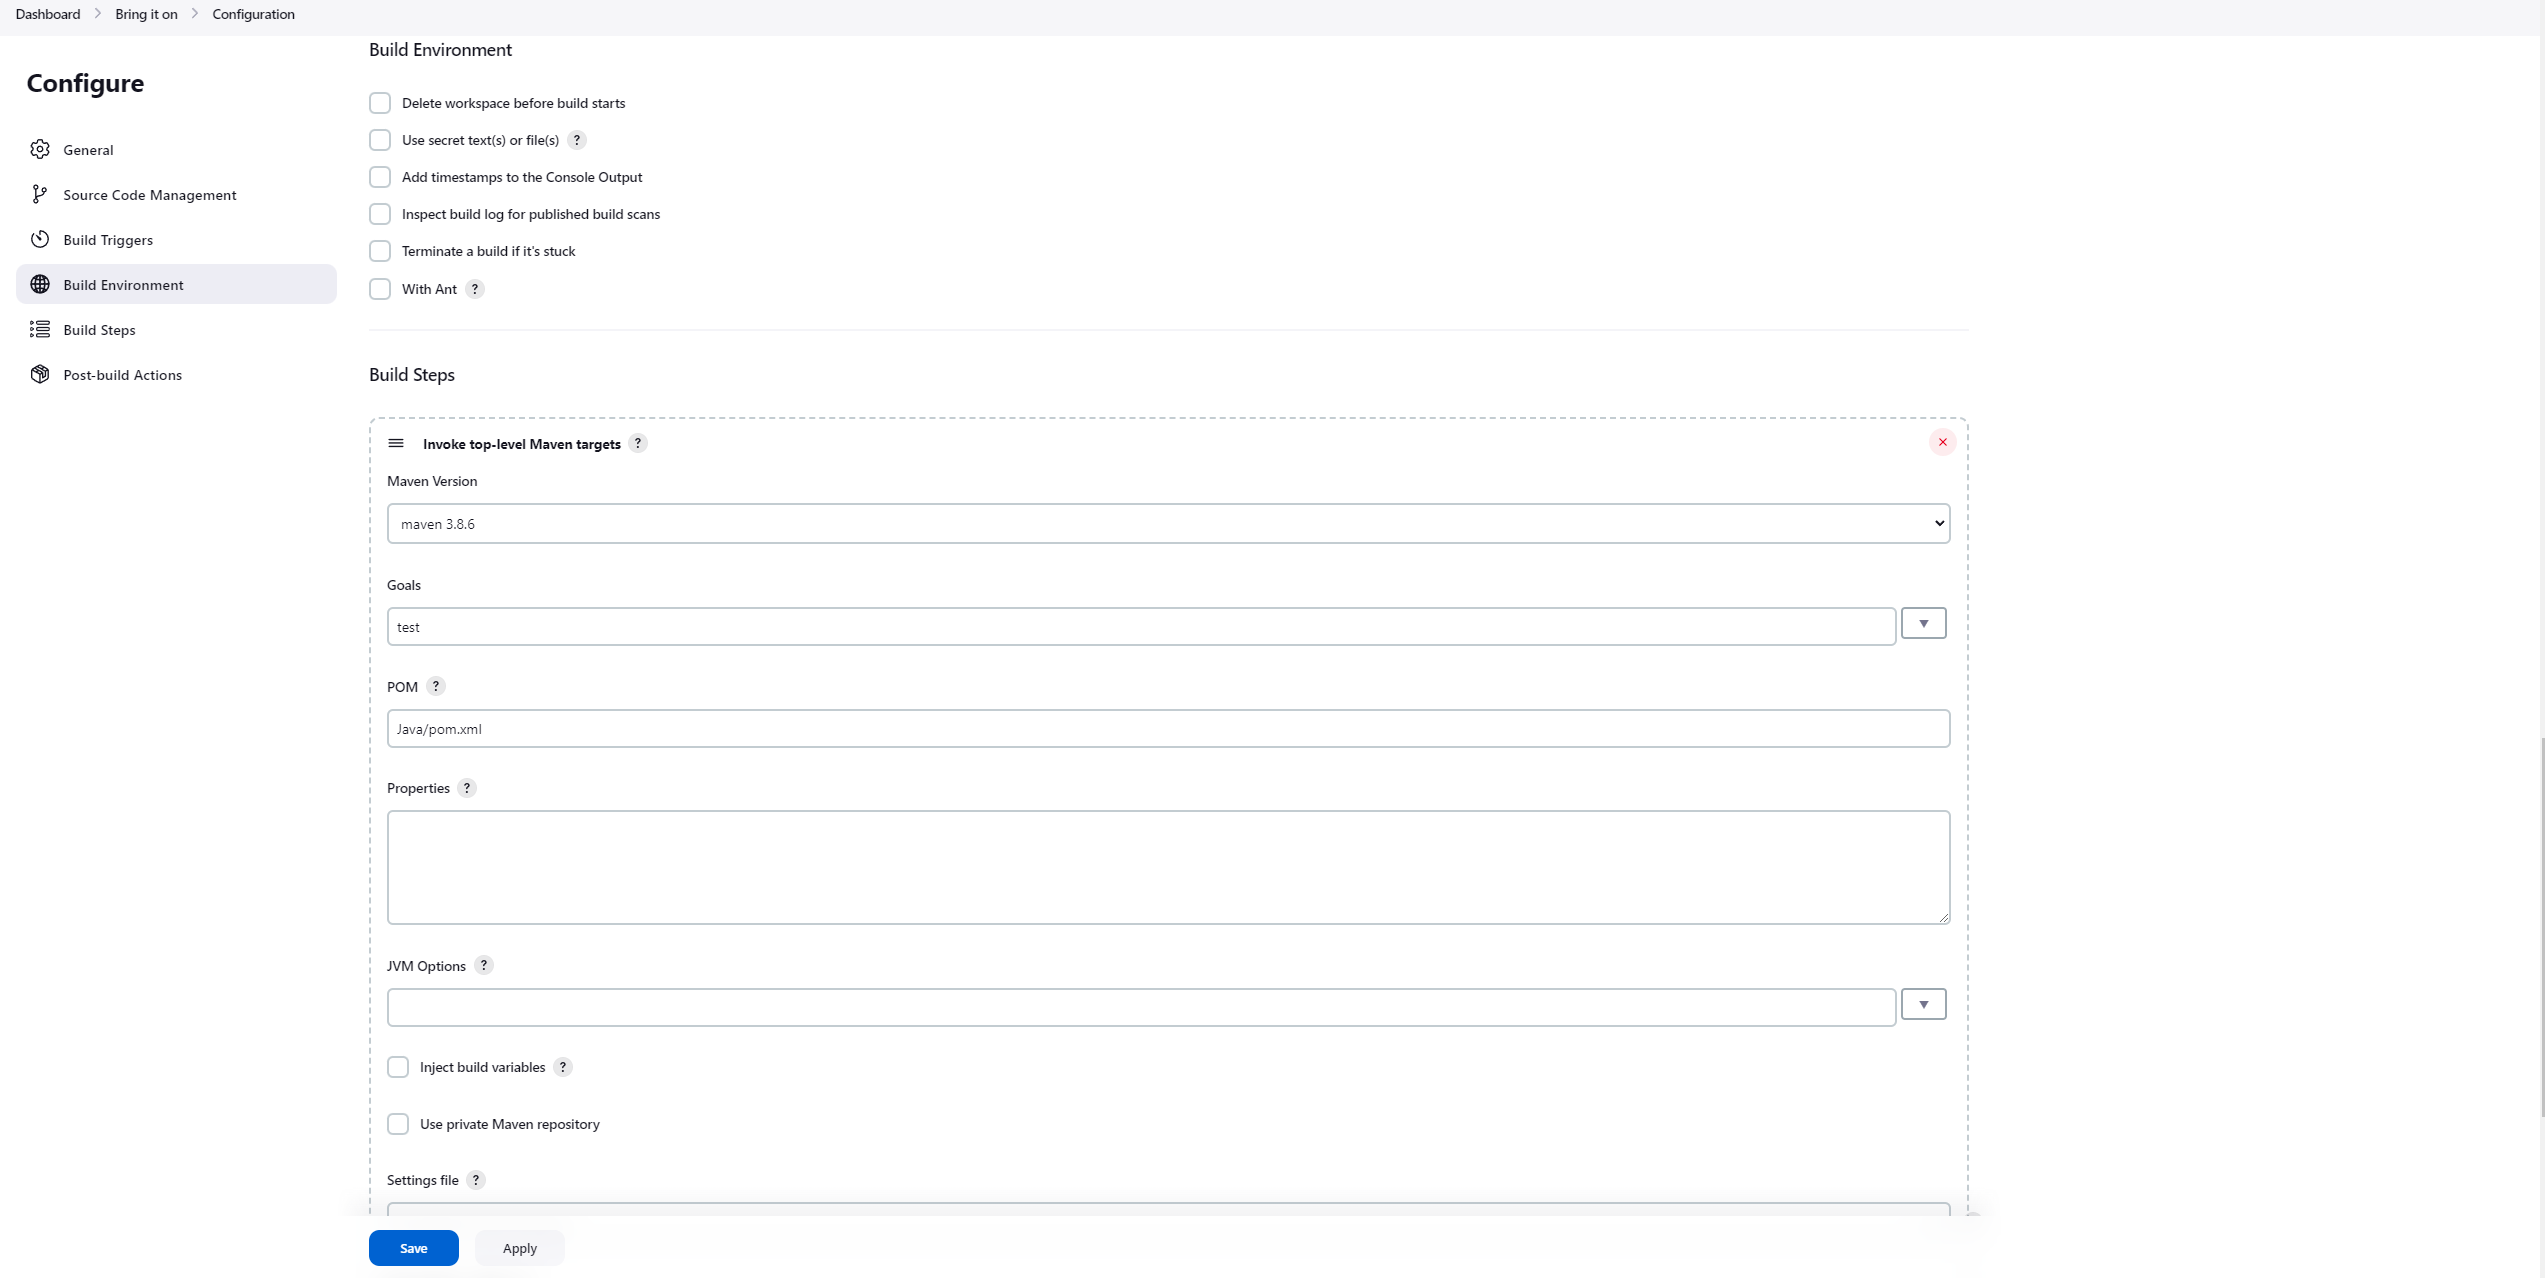 Dashboard > Bring it on > Configuration
Configure
General
Source Code Management
Build Triggers
Build Environment
Build Steps
Post-build Actions
Build Environment
Delete workspace before build starts
Use secret text(s) or file(s) ?
Add timestamps to the Console Output
Inspect build log for published build scans
Terminate a build if it's stuck
With Ant ?
Build Steps
Invoke top-level Maven targets ?
Maven Version
maven 3.8.6
Goals
test
POM ?
Java/pom.xml
Properties ?
JVM Options ?
Inject build variables ?
Use private Maven repository
Settings file ?
Save Apply